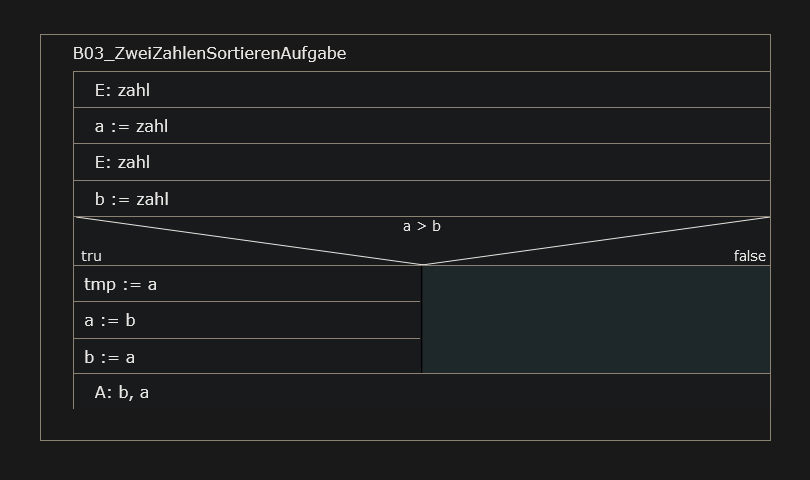 B03_ZweiZahlenSortierenAufgabe
E: zahl
a := zahl
E: zahl
b := zahl
a > b
tru
false
tmp := a
a := b
b := a
A: b, a